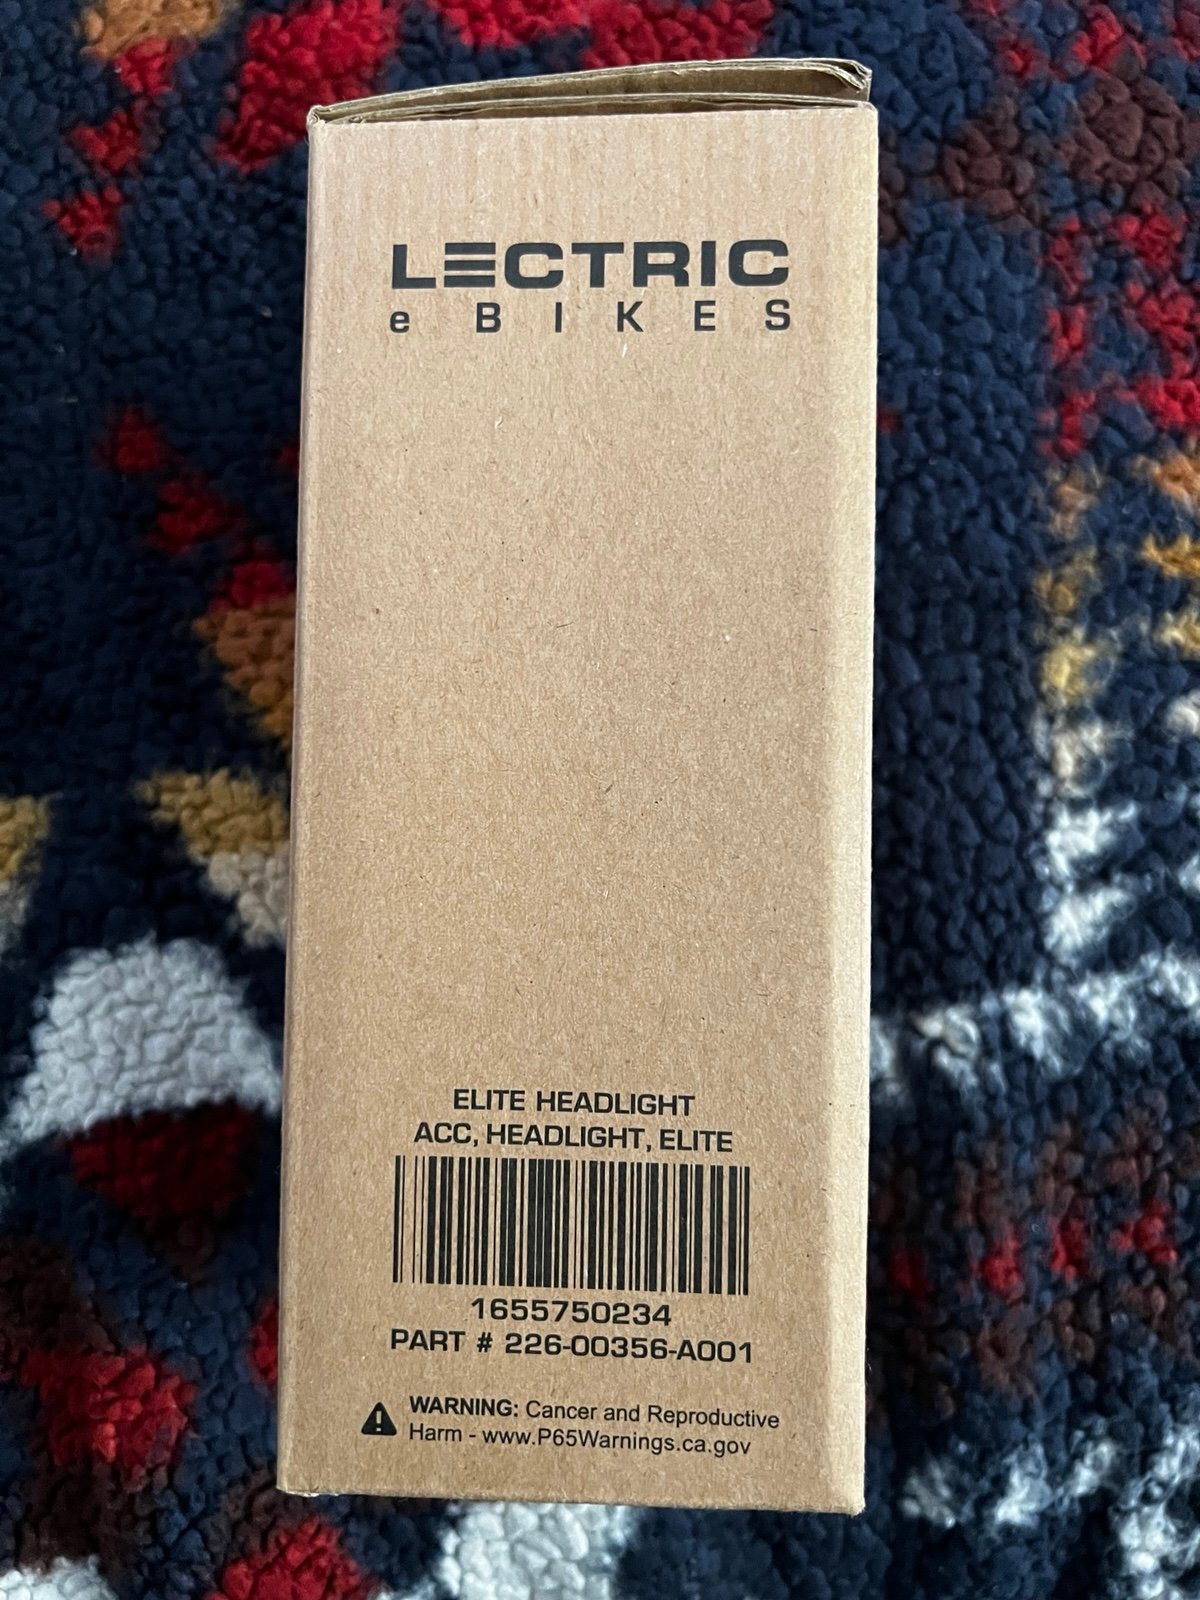 LECTRIC
e BIKES
ELITE HEADLIGHT
ACC, HEADLIGHT, ELITE
1655750234
PART # 226-00356-A001
WARNING: Cancer and Reproductive
Harm - www.P65Warnings.ca.gov